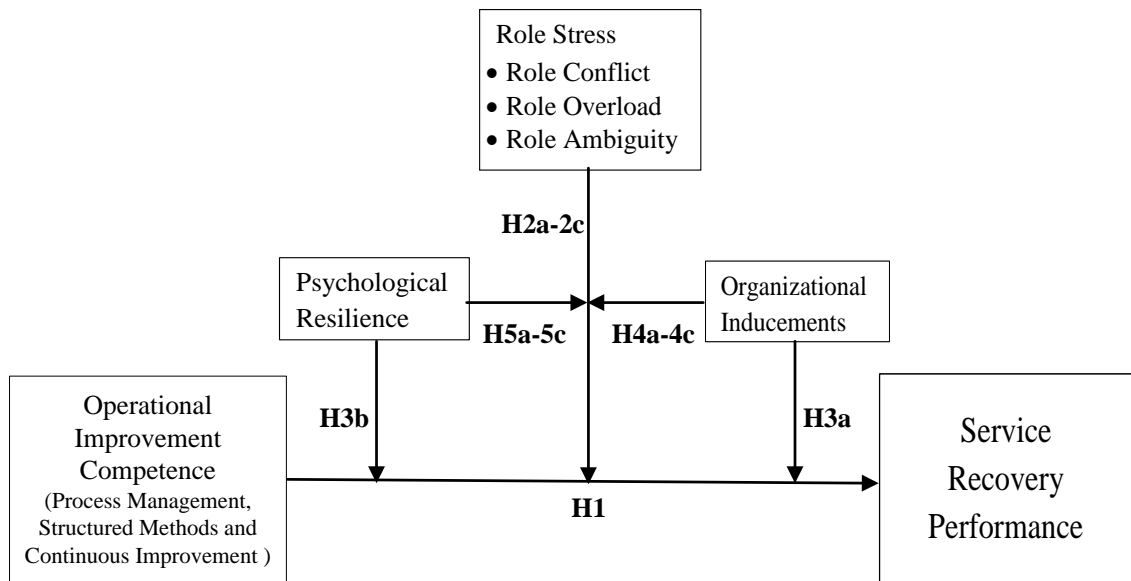 Role Stress
• Role Conflict
• Role Overload
• Role Ambiguity
H2a-2c
Psychological
Resilience
Organizational
Inducements
H5a-5c
H4a-4c
H3b
H3a
Operational
Improvement
Competence
(Process Management,
Structured Methods and
Continuous Improvement )
H1
Service
Recovery
Performance